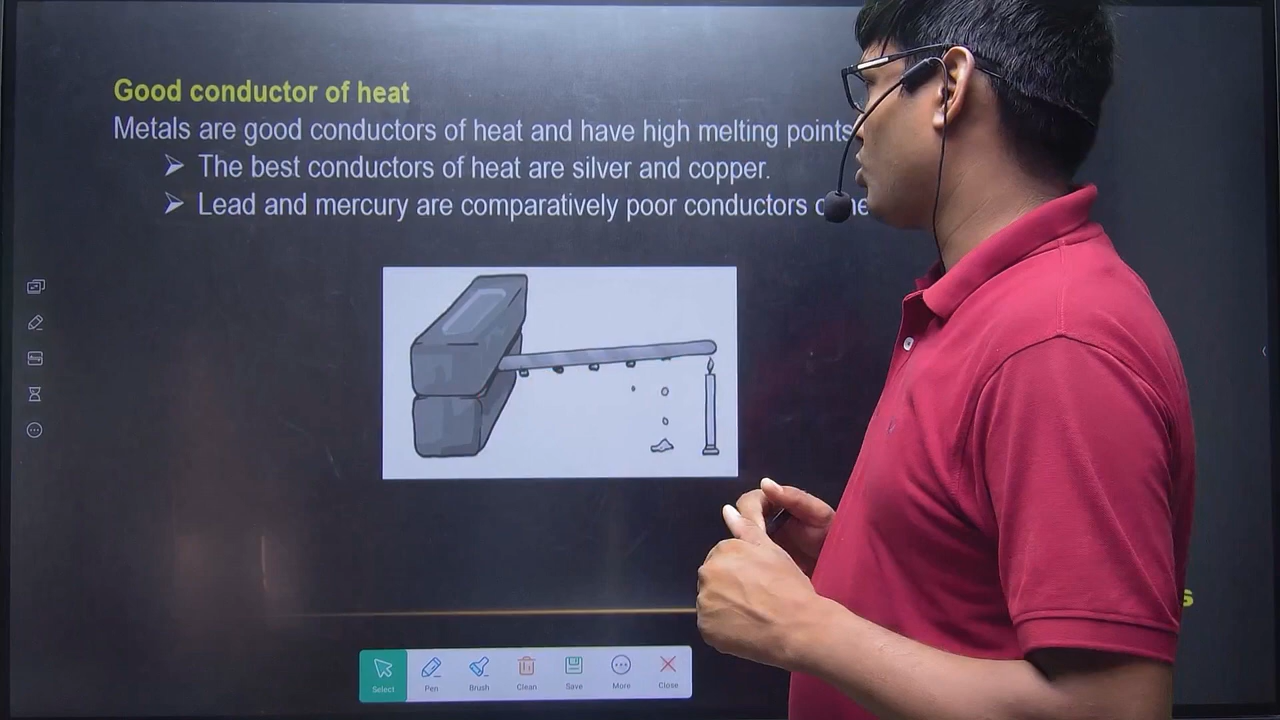 Good conductor of heat
Metals are good conductors of heat and have high melting points
➢ The best conductors of heat are silver and copper.
➢ Lead and mercury are comparatively poor conductors
Select Pen Brush Clean Save More Close